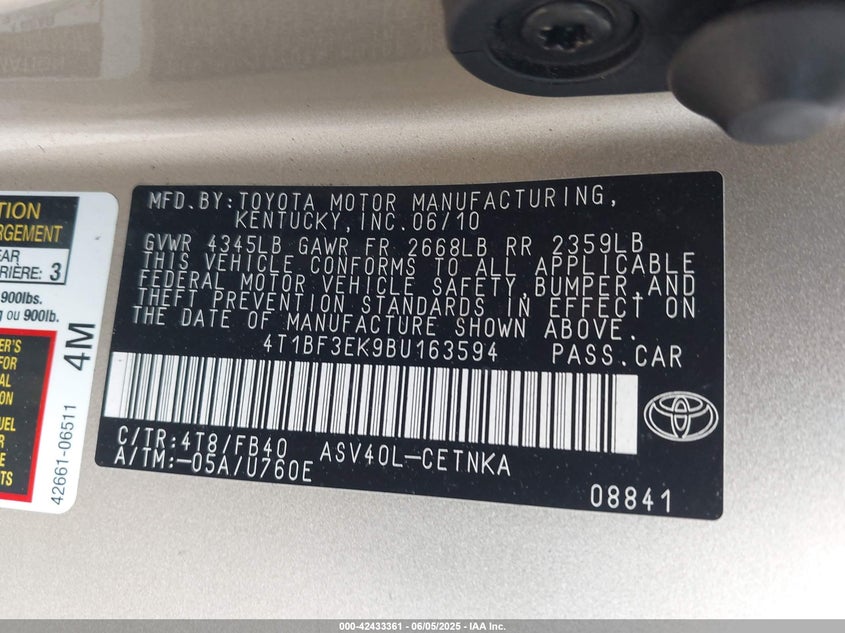 MFD.BY:TOYOTA MOTOR MANUFACTURING,
KENTUCKY,INC.06/10
GVWR 4345LB GAWR FR 2668LB RR 2359LB
THIS VEHICLE CONFORMS TO ALL APPLICABLE
FEDERAL MOTOR VEHICLE SAFETY,BUMPER,AND
THEFT PREVENTION STANDARDS IN EFFECT ON
THE DATE OF MANUFACTURE SHOWN ABOVE.
4T1BF3EK9BU163594 PASS.CAR
C/TR:4T8/FB40 ASV40L-CETNKA
A/TM:-05A/U760E
08841
3
900lbs.
ou 900lb.
4M
42661-06511
000-42433361 - 06/05/2025 - IAA Inc.